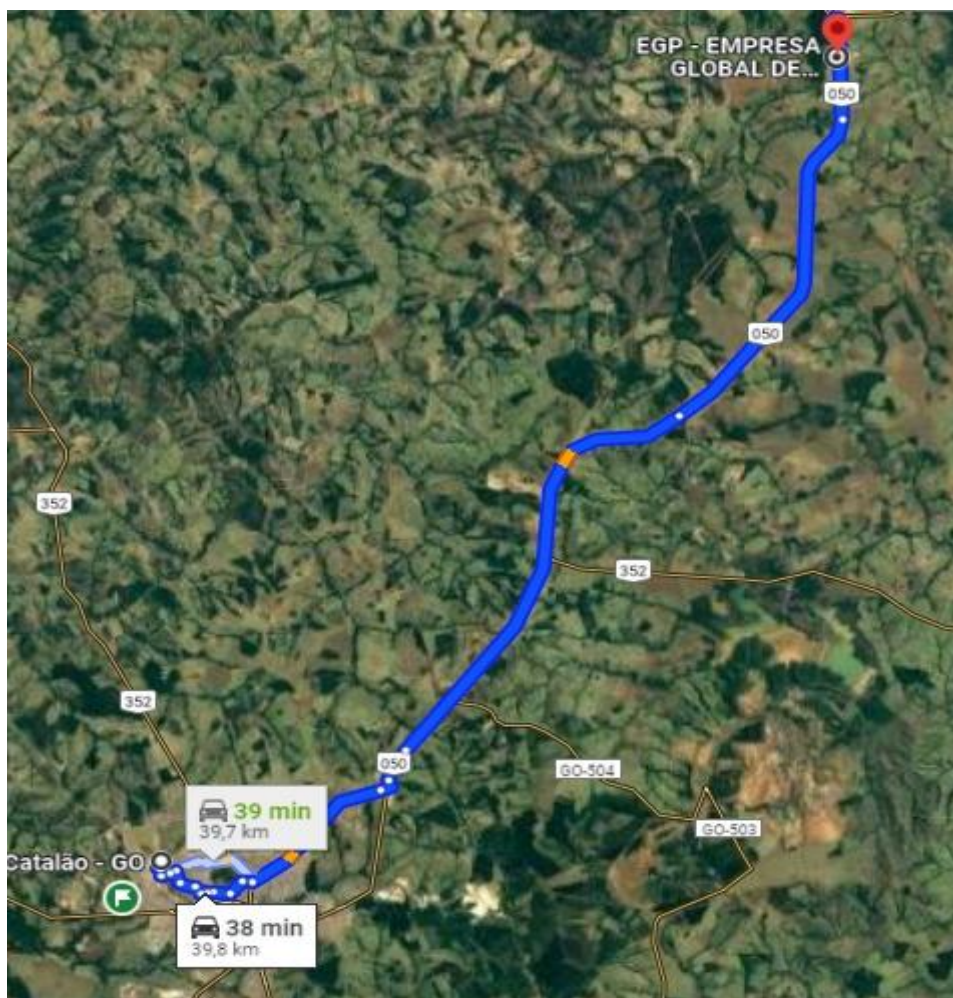 EGP - EMPRESA
GLOBAL DE...
050
050
352
352
352
050
GO-504
39 min
39,7 km
GO-503
Catalão - GO
38 min
39,8 km